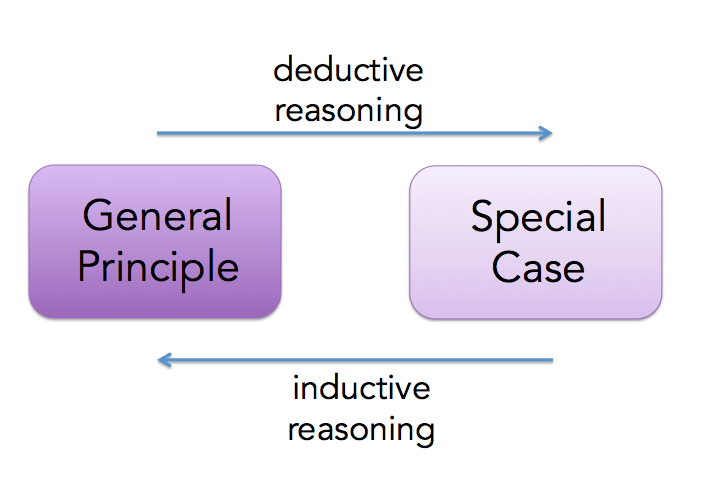 deductive
reasoning
General
Principle
Special
Case
inductive
reasoning